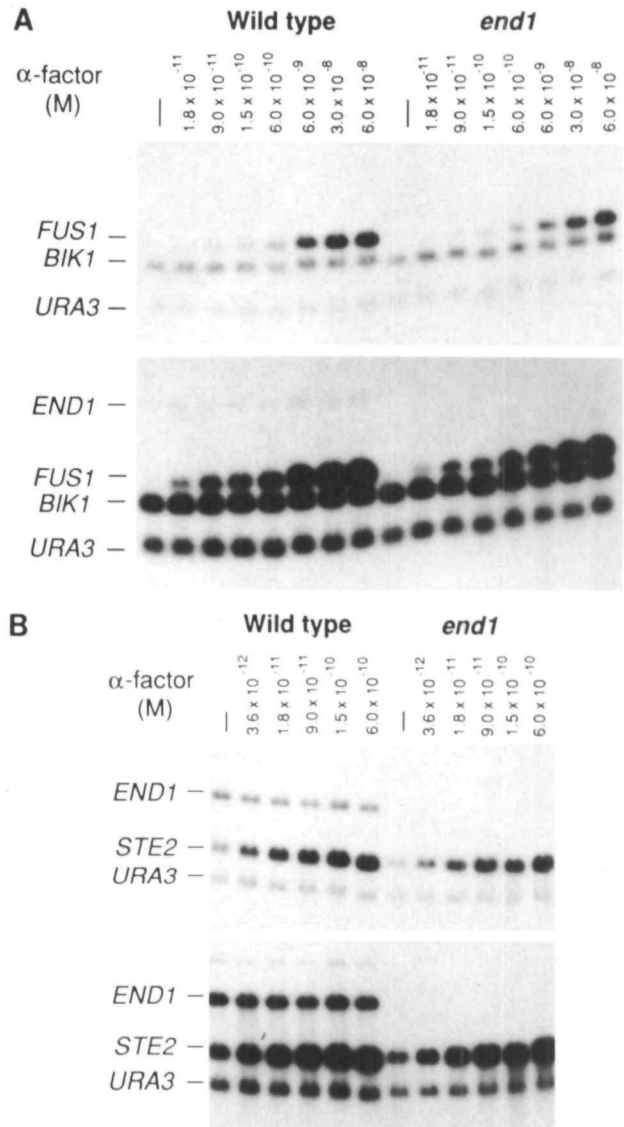 A
Wild type
end1
α-factor
(M)
—
1.8 x 10⁻¹¹
9.0 x 10⁻¹¹
1.5 x 10⁻¹⁰
6.0 x 10⁻¹⁰
6.0 x 10⁻⁹
3.0 x 10⁻⁸
6.0 x 10⁻⁸
—
1.8 x 10⁻¹¹
9.0 x 10⁻¹¹
1.5 x 10⁻¹⁰
6.0 x 10⁻¹⁰
6.0 x 10⁻⁹
3.0 x 10⁻⁸
6.0 x 10⁻⁸
FUS1 —
BIK1 —
URA3 —
END1 —
FUS1 —
BIK1 —
URA3 —
B
Wild type
end1
α-factor
(M)
—
3.6 x 10⁻¹²
1.8 x 10⁻¹¹
9.0 x 10⁻¹¹
1.5 x 10⁻¹⁰
6.0 x 10⁻¹⁰
—
3.6 x 10⁻¹²
1.8 x 10⁻¹¹
9.0 x 10⁻¹¹
1.5 x 10⁻¹⁰
6.0 x 10⁻¹⁰
END1 —
STE2 —
URA3 —
END1 —
STE2 —
URA3 —